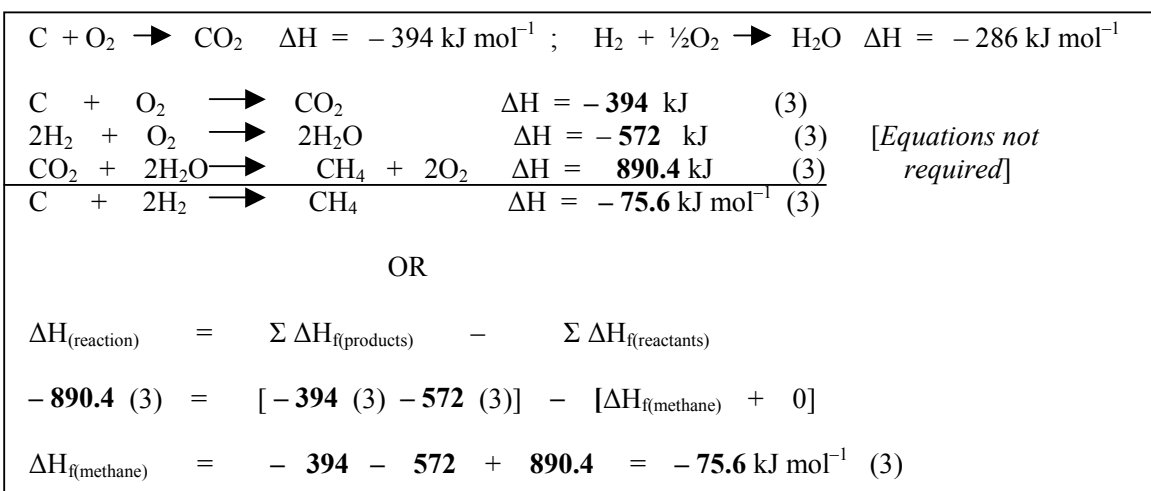 C + O₂ → CO₂ ΔH = – 394 kJ mol⁻¹ ; H₂ + ½O₂ → H₂O ΔH = – 286 kJ mol⁻¹
C + O₂ → CO₂ ΔH = – 394 kJ (3)
2H₂ + O₂ → 2H₂O ΔH = – 572 kJ (3) [Equations not
CO₂ + 2H₂O → CH₄ + 2O₂ ΔH = 890.4 kJ (3) required]
C + 2H₂ → CH₄ ΔH = – 75.6 kJ mol⁻¹ (3)
OR
ΔH(reaction) = Σ ΔHf(products) – Σ ΔHf(reactants)
– 890.4 (3) = [ – 394 (3) – 572 (3)] – [ΔHf(methane) + 0]
ΔHf(methane) = – 394 – 572 + 890.4 = – 75.6 kJ mol⁻¹ (3)